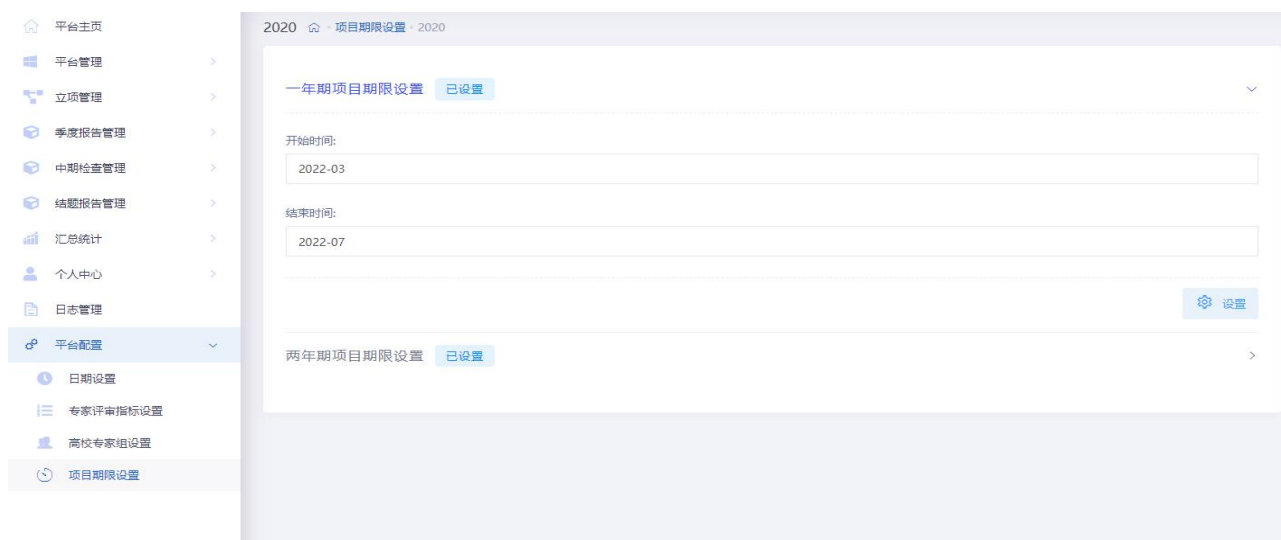 平台主页
平台管理
立项管理
季度报告管理
中期检查管理
结题报告管理
汇总统计
个人中心
日志管理
平台配置
日期设置
专家评审指标设置
高校专家组设置
项目期限设置
2020 - 项目期限设置 - 2020
一年期项目期限设置 已设置
开始时间:
2022-03
结束时间:
2022-07
设置
两年期项目期限设置 已设置